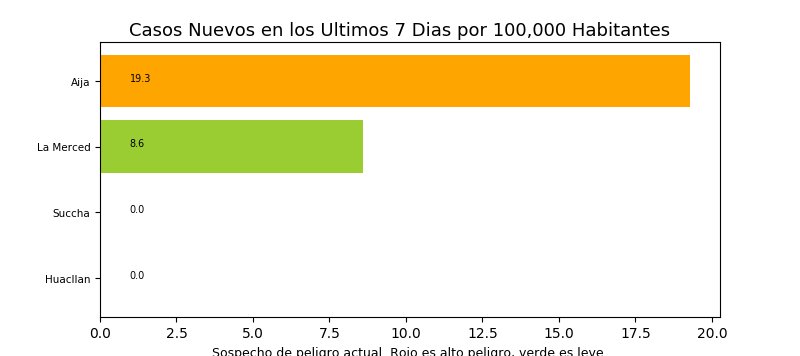 Casos Nuevos en los Ultimos 7 Dias por 100,000 Habitantes
Aija
19.3
La Merced
8.6
Succha
0.0
Huacllan
0.0
0.0 2.5 5.0 7.5 10.0 12.5 15.0 17.5 20.0
Sospecho de peligro actual. Rojo es alto peligro, verde es leve